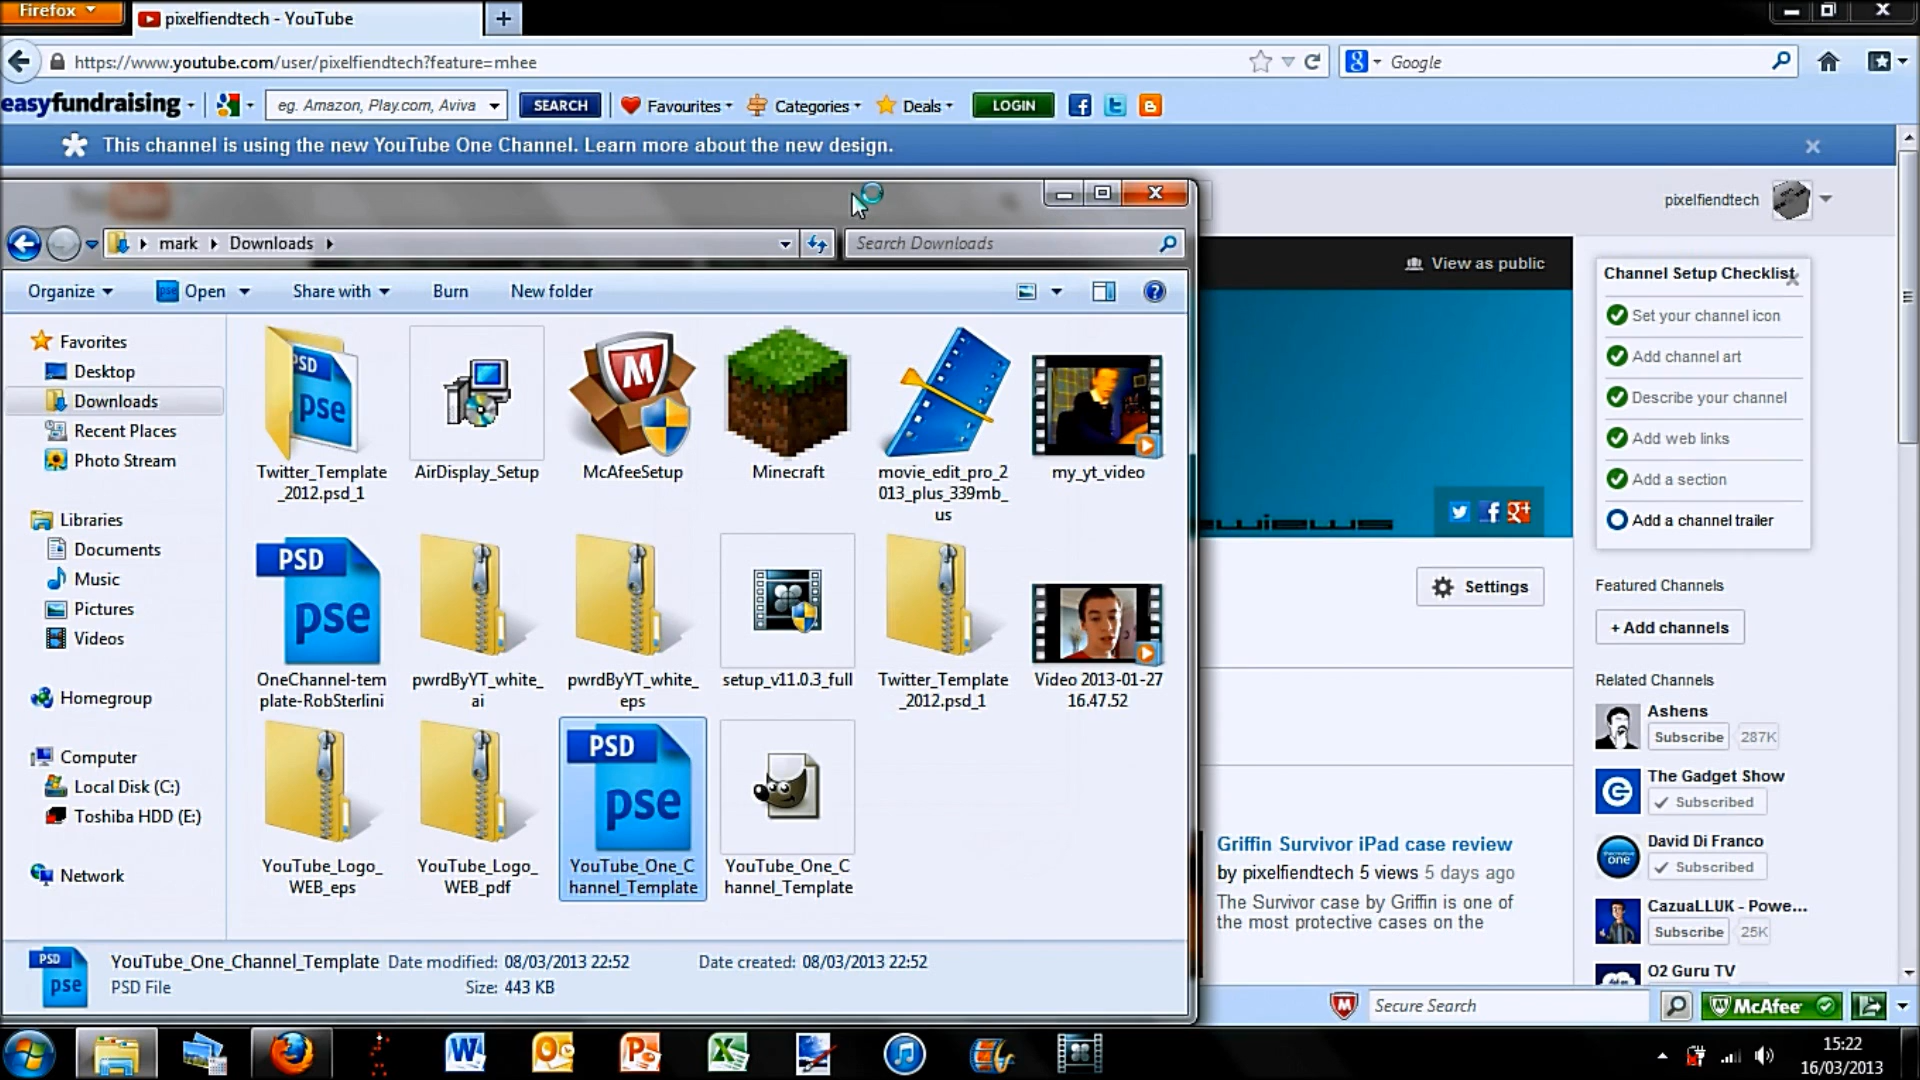 Firefox
pixelfiendtech - YouTube
https://www.youtube.com/user/pixelfiendtech?feature=mhee
Google
easyfundraising
eg. Amazon, Play.com, Aviva
SEARCH
Favourites
Categories
Deals
LOGIN
This channel is using the new YouTube One Channel. Learn more about the new design.
pixelfiendtech
mark
Downloads
Search Downloads
View as public
Organize
Open
Share with
Burn
New folder
Favorites
Desktop
Downloads
Recent Places
Photo Stream
Libraries
Documents
Music
Pictures
Videos
Homegroup
Computer
Local Disk (C:)
Toshiba HDD (E:)
Network
PSD
pse
Twitter_Template
_2012.psd_1
AirDisplay_Setup
McAfeeSetup
Minecraft
movie_edit_pro_2
013_plus_339mb_
us
my_yt_video
PSD
pse
OneChannel-tem
plate-RobSterlini
pwrdByYT_white_
ai
pwrdByYT_white_
eps
setup_v11.0.3_full
Twitter_Template
_2012.psd_1
Video 2013-01-27
16.47.52
YouTube_Logo_
WEB_eps
YouTube_Logo_
WEB_pdf
PSD
pse
YouTube_One_C
hannel_Template
YouTube_One_C
hannel_Template
PSD
pse
YouTube_One_Channel_Template
Date modified: 08/03/2013 22:52
Date created: 08/03/2013 22:52
PSD File
Size: 443 KB
Channel Setup Checklist
Set your channel icon
Add channel art
Describe your channel
Add web links
Add a section
Add a channel trailer
Settings
Featured Channels
+ Add channels
Related Channels
Ashens
Subscribe
287K
The Gadget Show
Subscribed
David Di Franco
Subscribed
CazuaLLUK - Powe...
Subscribe
25K
O2 Guru TV
Griffin Survivor iPad case review
by pixelfiendtech 5 views 5 days ago
The Survivor case by Griffin is one of
the most protective cases on the
Secure Search
McAfee
15:22
16/03/2013